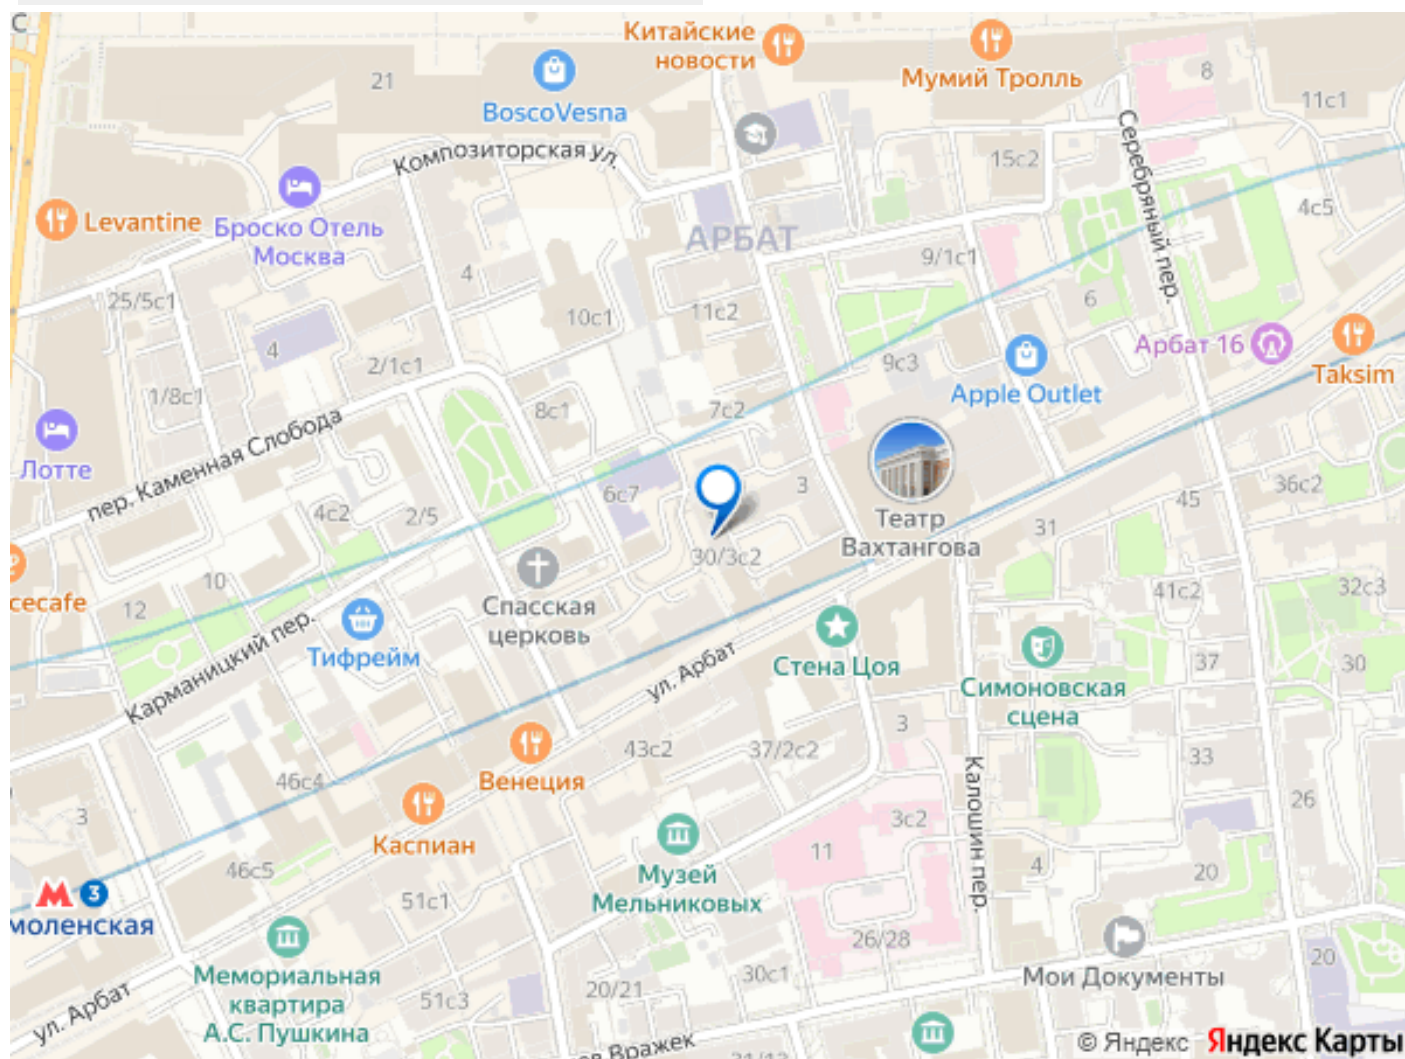 С
Китайские
новости
Мумий Тролль
21
BoscoVesna
8
11с1
Композиторская ул.
15с2
Серебряный пер.
Levantine
Броско Отель
Москва
АРБАТ
4с5
9/1с1
4
25/5с1
6
10с1
11с2
4
2/1с1
9с3
Арбат 16
Taksim
1/8с1
Apple Outlet
8с1
7с2
Лотте
пер. Каменная Слобода
6с7
3
36с2
45
4с2
2/5
Театр
Вахтангова
31
30/3с2
10
cecafe
12
Спасская
церковь
41с2
32с3
Карманицкий пер.
Тифрейм
ул. Арбат
Стена Цоя
37
30
Симоновская
сцена
3
43с2
37/2с2
33
Венеция
46с4
Калошин пер.
26
3
Каспиан
3с2
11
4
20
46с5
Музей
Мельниковых
3
моленская
51с1
26/28
Мои Документы
20
Мемориальная
квартира
А.С. Пушкина
30с1
20/21
51с3
ул. Арбат
ев Вражек
31/12
© Яндекс Яндекс Карты